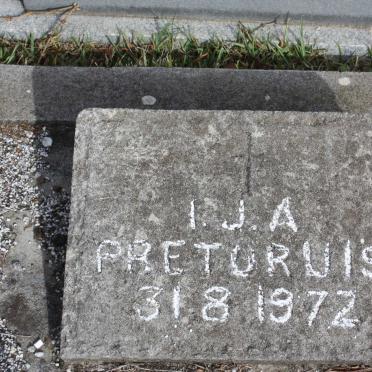 I.J.A
PRETORUIS
31 8 1972